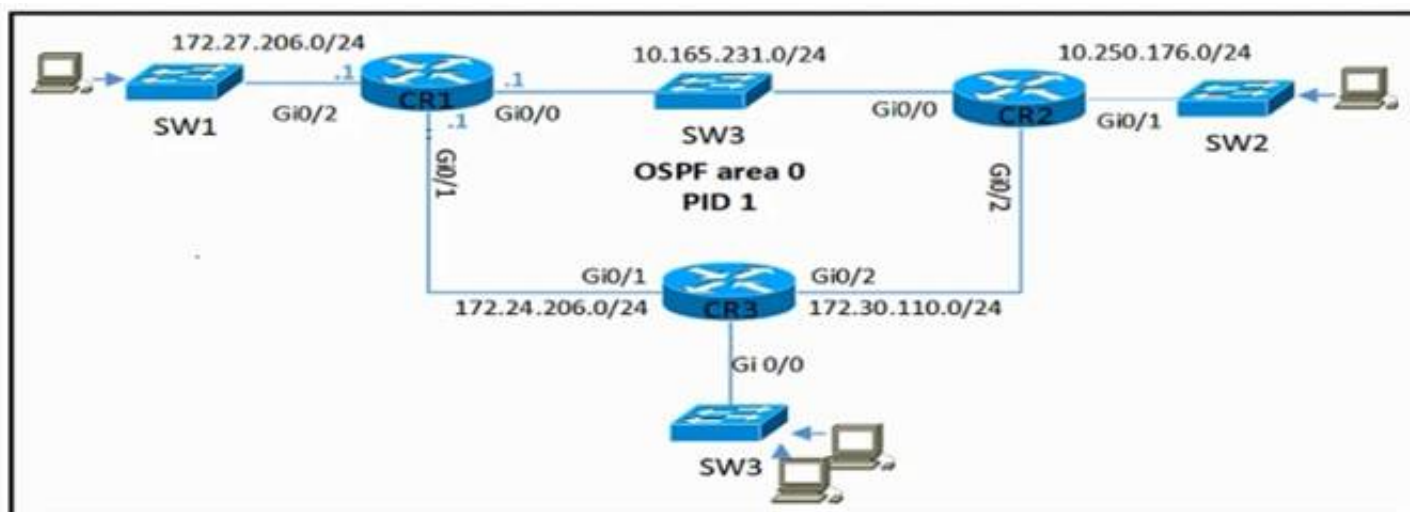 172.27.206.0/24
10.165.231.0/24
10.250.176.0/24
.1
CR1
.1
SW1
Gi0/2
.1
Gi0/0
SW3
Gi0/0
CR2
Gi0/1
SW2
Gi0/1
OSPF area 0
PID 1
Gi0/2
Gi0/1
CR3
Gi0/2
172.24.206.0/24
172.30.110.0/24
Gi 0/0
SW3